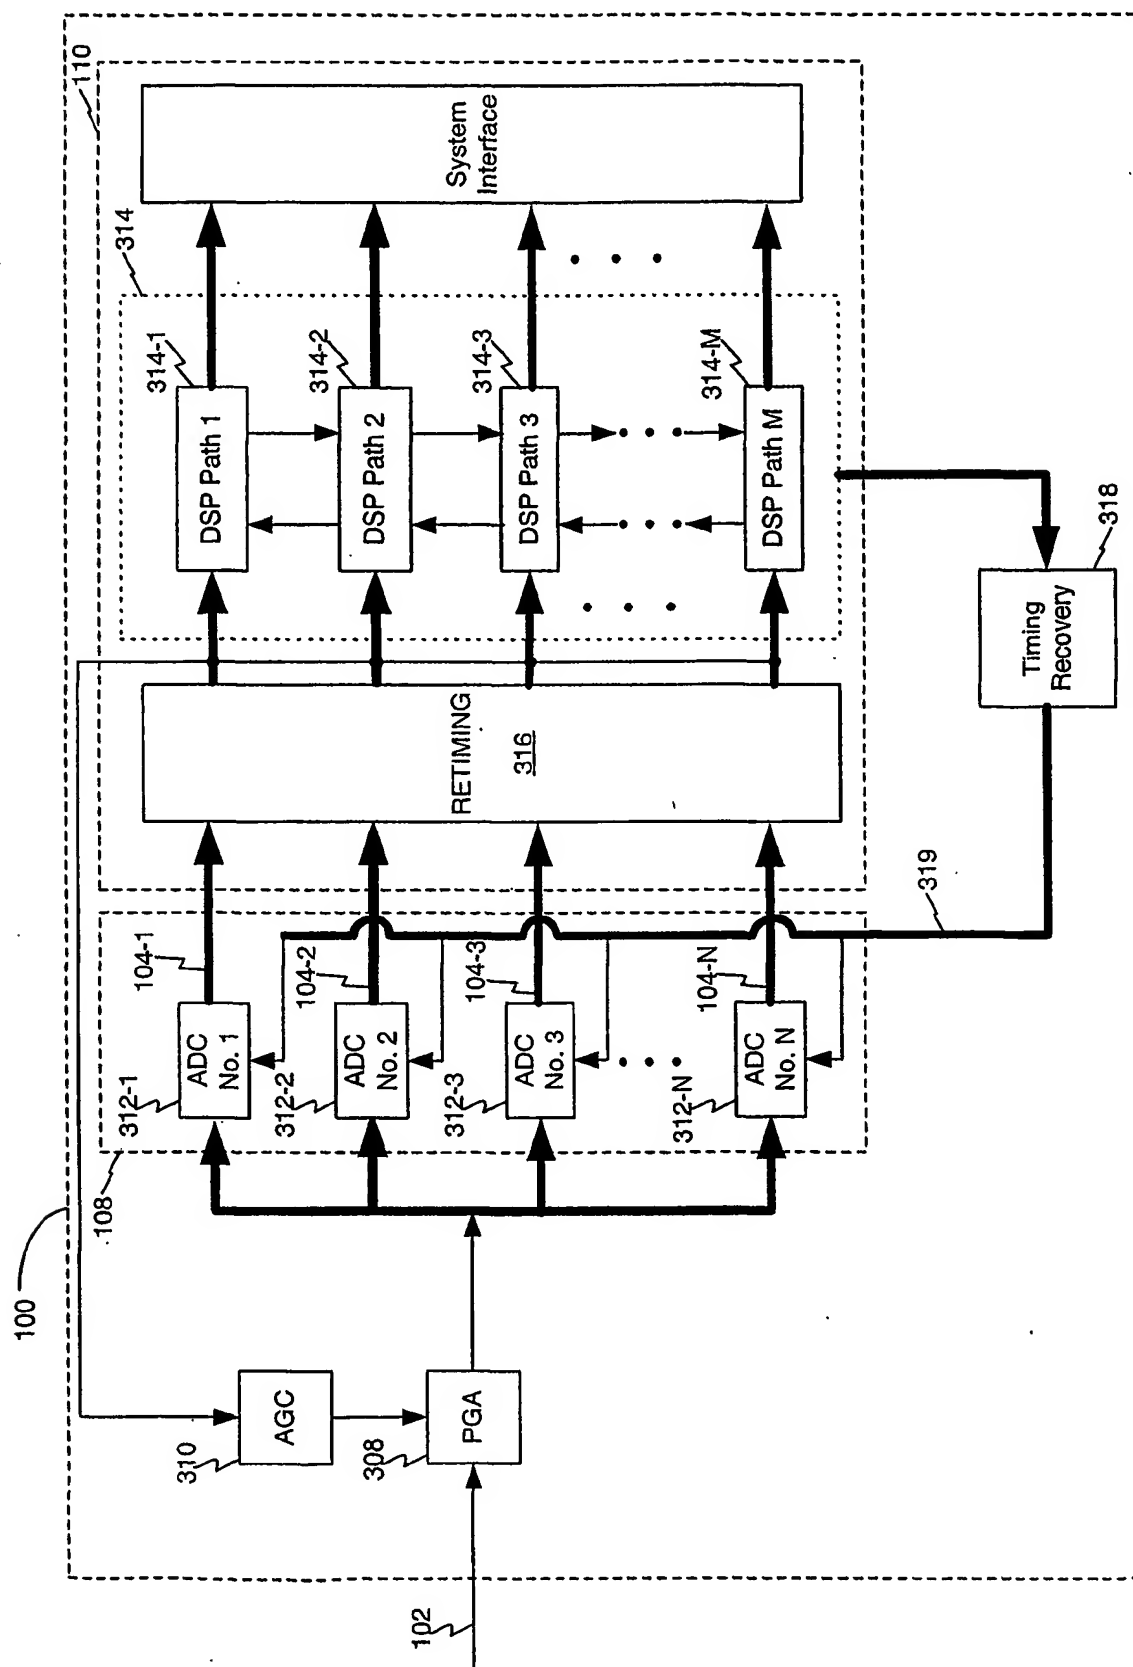 100
110
System
Interface
314
314-1
314-2
314-3
314-M
DSP Path 1
DSP Path 2
DSP Path 3
DSP Path M
318
Timing
Recovery
RETIMING
316
319
104-1
104-2
104-3
104-N
ADC
No. 1
ADC
No. 2
ADC
No. 3
ADC
No. N
312-1
312-2
312-3
312-N
108
AGC
310
PGA
308
102